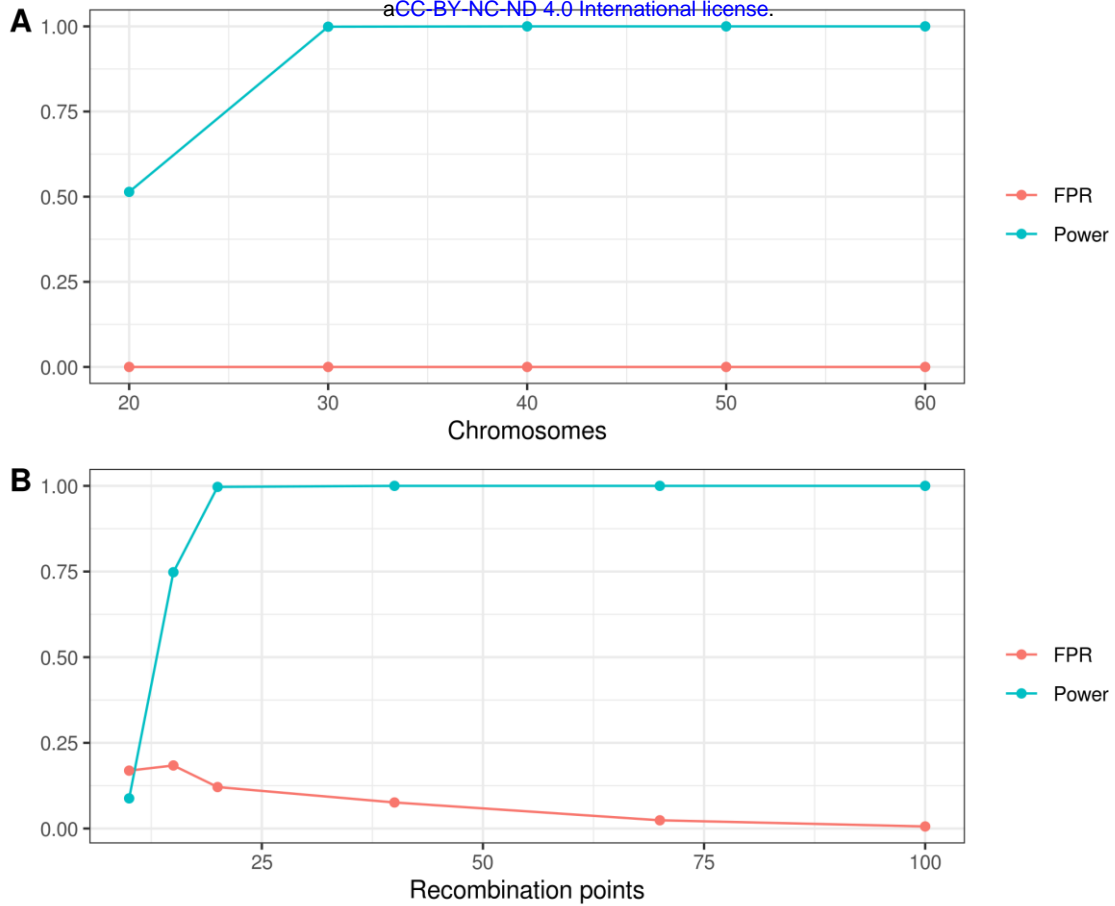 aCC-BY-NC-ND 4.0 International license.
A
1.00
0.75
0.50
0.25
0.00
20 30 40 50 60
Chromosomes
FPR
Power
B
1.00
0.75
0.50
0.25
0.00
25 50 75 100
Recombination points
FPR
Power